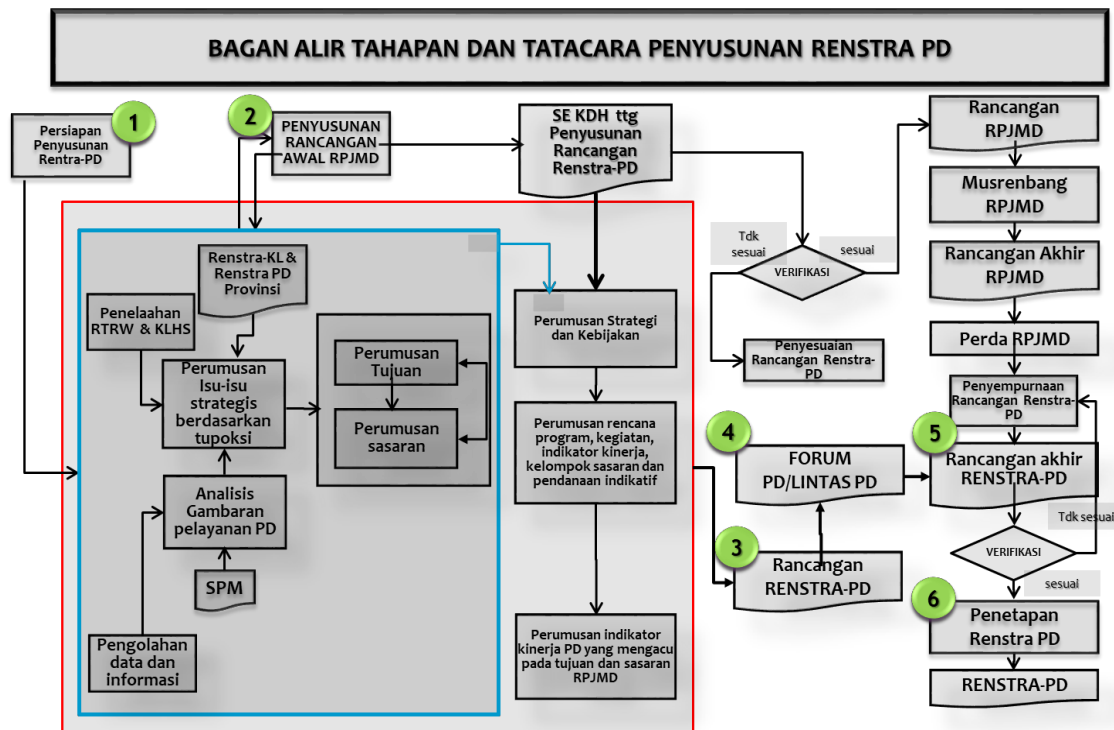 BAGAN ALIR TAHAPAN DAN TATACARA PENYUSUNAN RENSTRA PD
1
Persiapan
Penyusunan
Rentra-PD
2
PENYUSUNAN
RANCANGAN
AWAL RPJMD
SE KDH ttg
Penyusunan
Rancangan
Renstra-PD
Rancangan
RPJMD
Musrenbang
RPJMD
Rancangan Akhir
RPJMD
Perda RPJMD
Penyempurnaan
Rancangan Renstra-
PD
Tdk
sesuai
sesuai
VERIFIKASI
Penyesuaian
Rancangan Renstra-
PD
Renstra-KL &
Renstra PD
Provinsi
Penelaahan
RTRW & KLHS
Perumusan
Isu-isu
strategis
berdasarkan
tupoksi
Perumusan
Tujuan
Perumusan
sasaran
Analisis
Gambaran
pelayanan PD
SPM
Pengolahan
data dan
informasi
Perumusan Strategi
dan Kebijakan
Perumusan rencana
program, kegiatan,
indikator kinerja,
kelompok sasaran dan
pendanaan indikatif
Perumusan indikator
kinerja PD yang mengacu
pada tujuan dan sasaran
RPJMD
3
Rancangan
RENSTRA-PD
4
FORUM
PD/LINTAS PD
5
Rancangan akhir
RENSTRA-PD
Tdk sesuai
VERIFIKASI
sesuai
6
Penetapan
Renstra PD
RENSTRA-PD